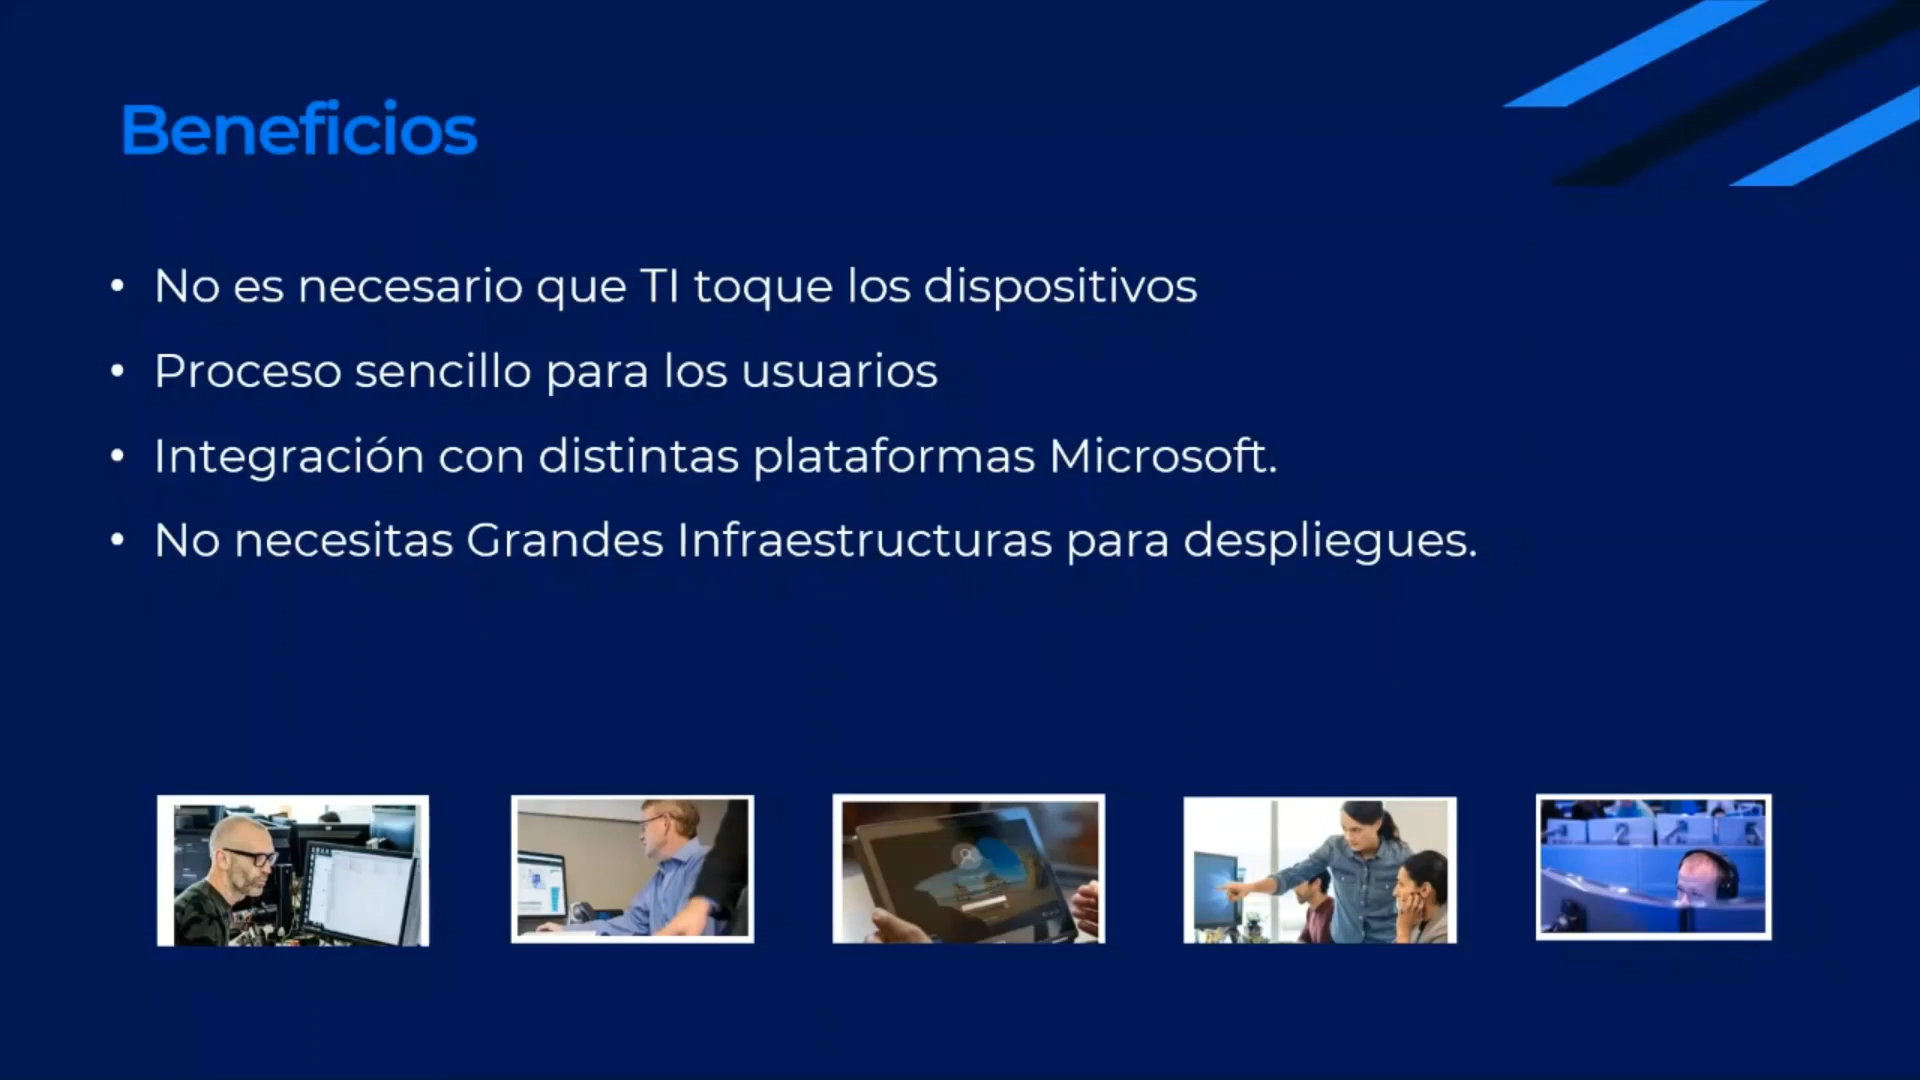 Beneficios
• No es necesario que TI toque los dispositivos
• Proceso sencillo para los usuarios
• Integración con distintas plataformas Microsoft.
• No necesitas Grandes Infraestructuras para despliegues.